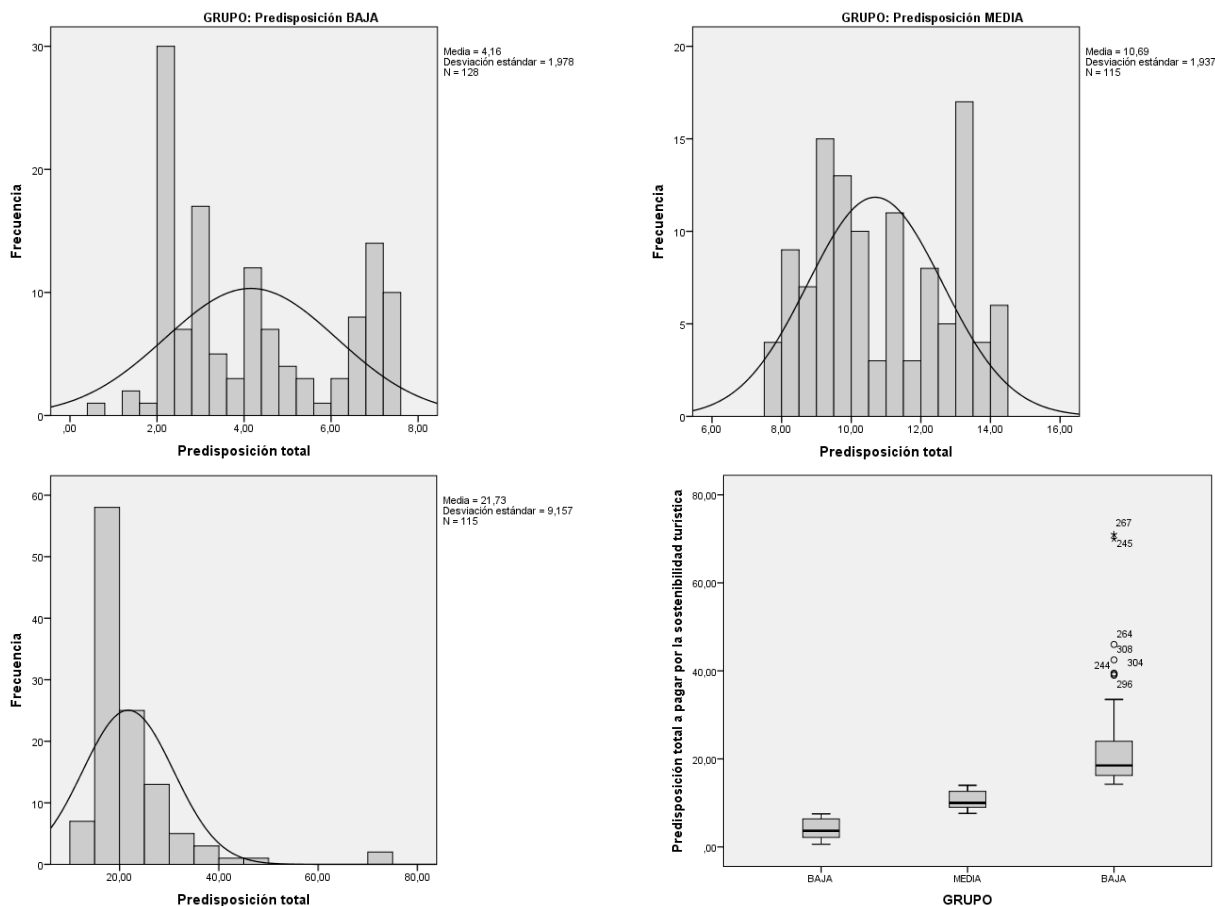 GRUPO: Predisposición BAJA
Media = 4,16
Desviación estándar = 1,978
N = 128
Frecuencia
30
20
10
0
,00 2,00 4,00 6,00 8,00
Predisposición total
GRUPO: Predisposición MEDIA
Media = 10,69
Desviación estándar = 1,937
N = 115
Frecuencia
20
15
10
5
0
6,00 8,00 10,00 12,00 14,00 16,00
Predisposición total
Media = 21,73
Desviación estándar = 9,157
N = 115
Frecuencia
60
50
40
30
20
10
0
20,00 40,00 60,00 80,00
Predisposición total
Predisposición total a pagar por la sostenibilidad turística
80,00
60,00
40,00
20,00
,00
267
245
264
308
244 304
296
BAJA MEDIA BAJA
GRUPO